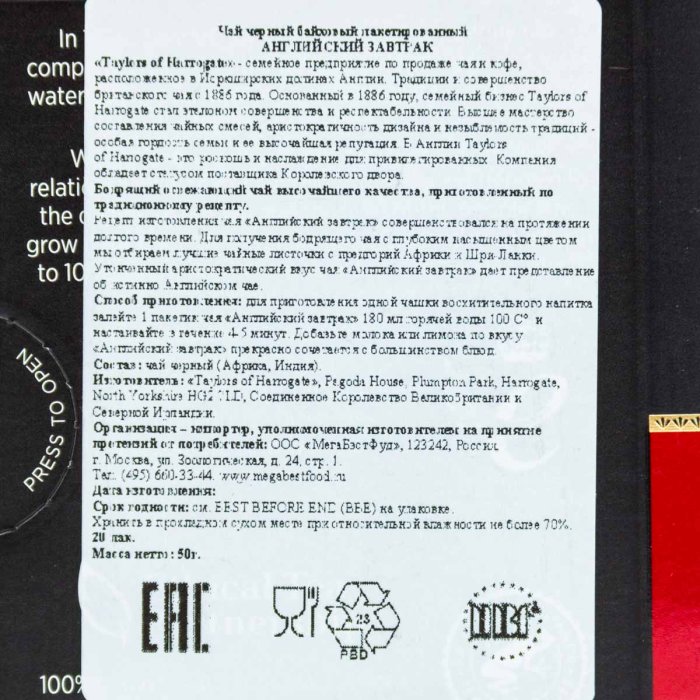 Чай черный байховый пакетированный
АНГЛИЙСКИЙ ЗАВТРАК
«Taylors of Harrogate» - семейное предприятие по продаже чая и кофе,
расположенное в Йоркширских долинах Англии. Традиции и совершенство
британского чая с 1886 года. Основанный в 1886 году, семейный бизнес Taylors of
Harrogate стал эталоном совершенства и респектабельности. Высшее мастерство
составления чайных смесей, аристократичность дизайна и незыблемость традиций -
особая гордость семьи и ее высочайшая репутация. В Англии Taylors
of Harrogate - это роскошь и наслаждение для привилегированных. Компания
обладает статусом поставщика Королевского двора.
Бодрящий освежающий чай высочайшего качества, приготовленный по
традиционному рецепту.
Рецепт изготовления чая «Английский завтрак» совершенствовался на протяжении
долгого времени. Для получения бодрящего чая с глубоким насыщенным цветом
мы отбираем лучшие чайные листочки с предгорий Африки и Шри-Ланки.
Утонченный аристократический вкус чая «Английский завтрак» дает представление
об истинно Английском чае.
Способ приготовления: для приготовления одной чашки восхитительного напитка
залейте 1 пакетик чая «Английский завтрак» 180 мл горячей воды 100 C° и
настаивайте в течение 4-5 минут. Добавьте молока или лимона по вкусу
«Английский завтрак» прекрасно сочетается с большинством блюд.
Состав: чай черный (Африка, Индия).
Изготовитель: «Taylors of Harrogate», Pagoda House, Plumpton Park, Harrogate,
North Yorkshire HG2 7LD, Соединенное Королевство Великобритании и
Северной Ирландии.
Организация – импортер, уполномоченная изготовителем на принятие
претензий от потребителей: ООО «МегаБэстФуд», 123242, Россия,
г. Москва, ул. Зоологическая, д. 24, стр. 1.
Тел. (495) 660-33-44. www.megabestfood.ru
Дата изготовления:
Срок годности: см. BEST BEFORE END (BBE) на упаковке.
Хранить в прохладном сухом месте при относительной влажности не более 70%.
20 пак.
Масса нетто: 50г.
EAC
23
PBD
In
comp
water
W
relati
the
grow
to 10
PRESS TO OPEN
100%